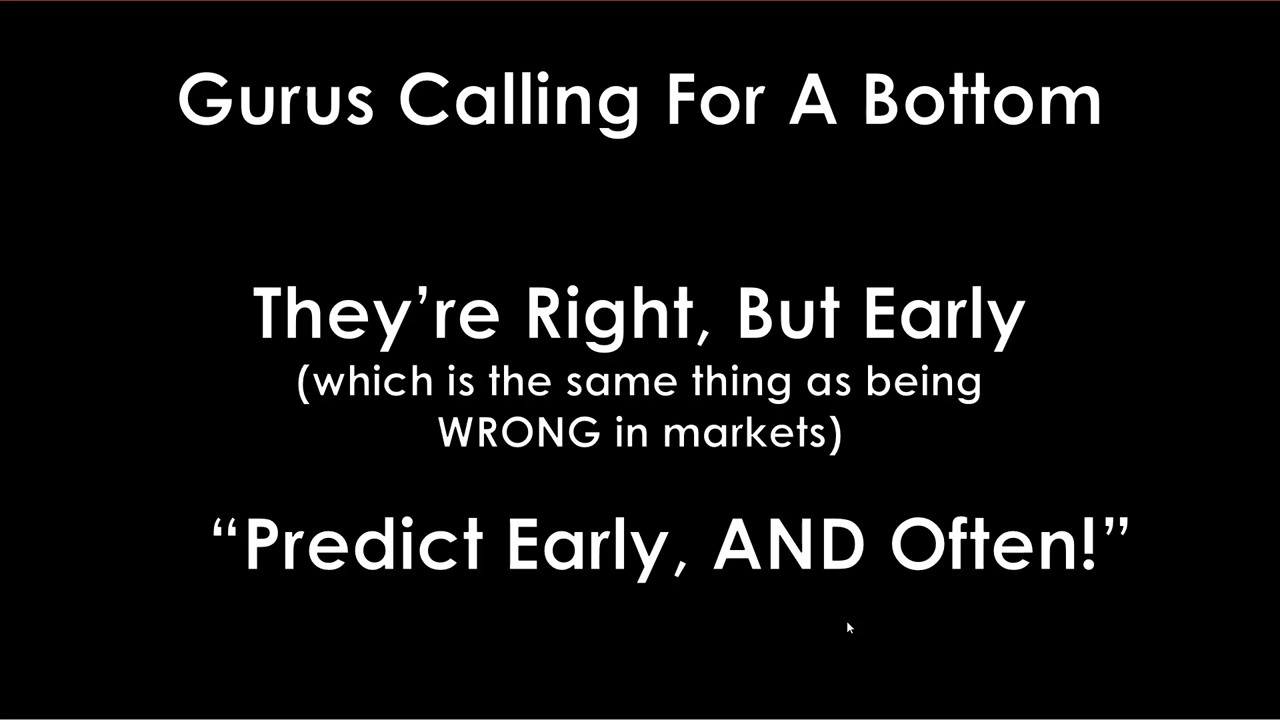 Gurus Calling For A Bottom
They’re Right, But Early
(which is the same thing as being
WRONG in markets)
“Predict Early, AND Often!”